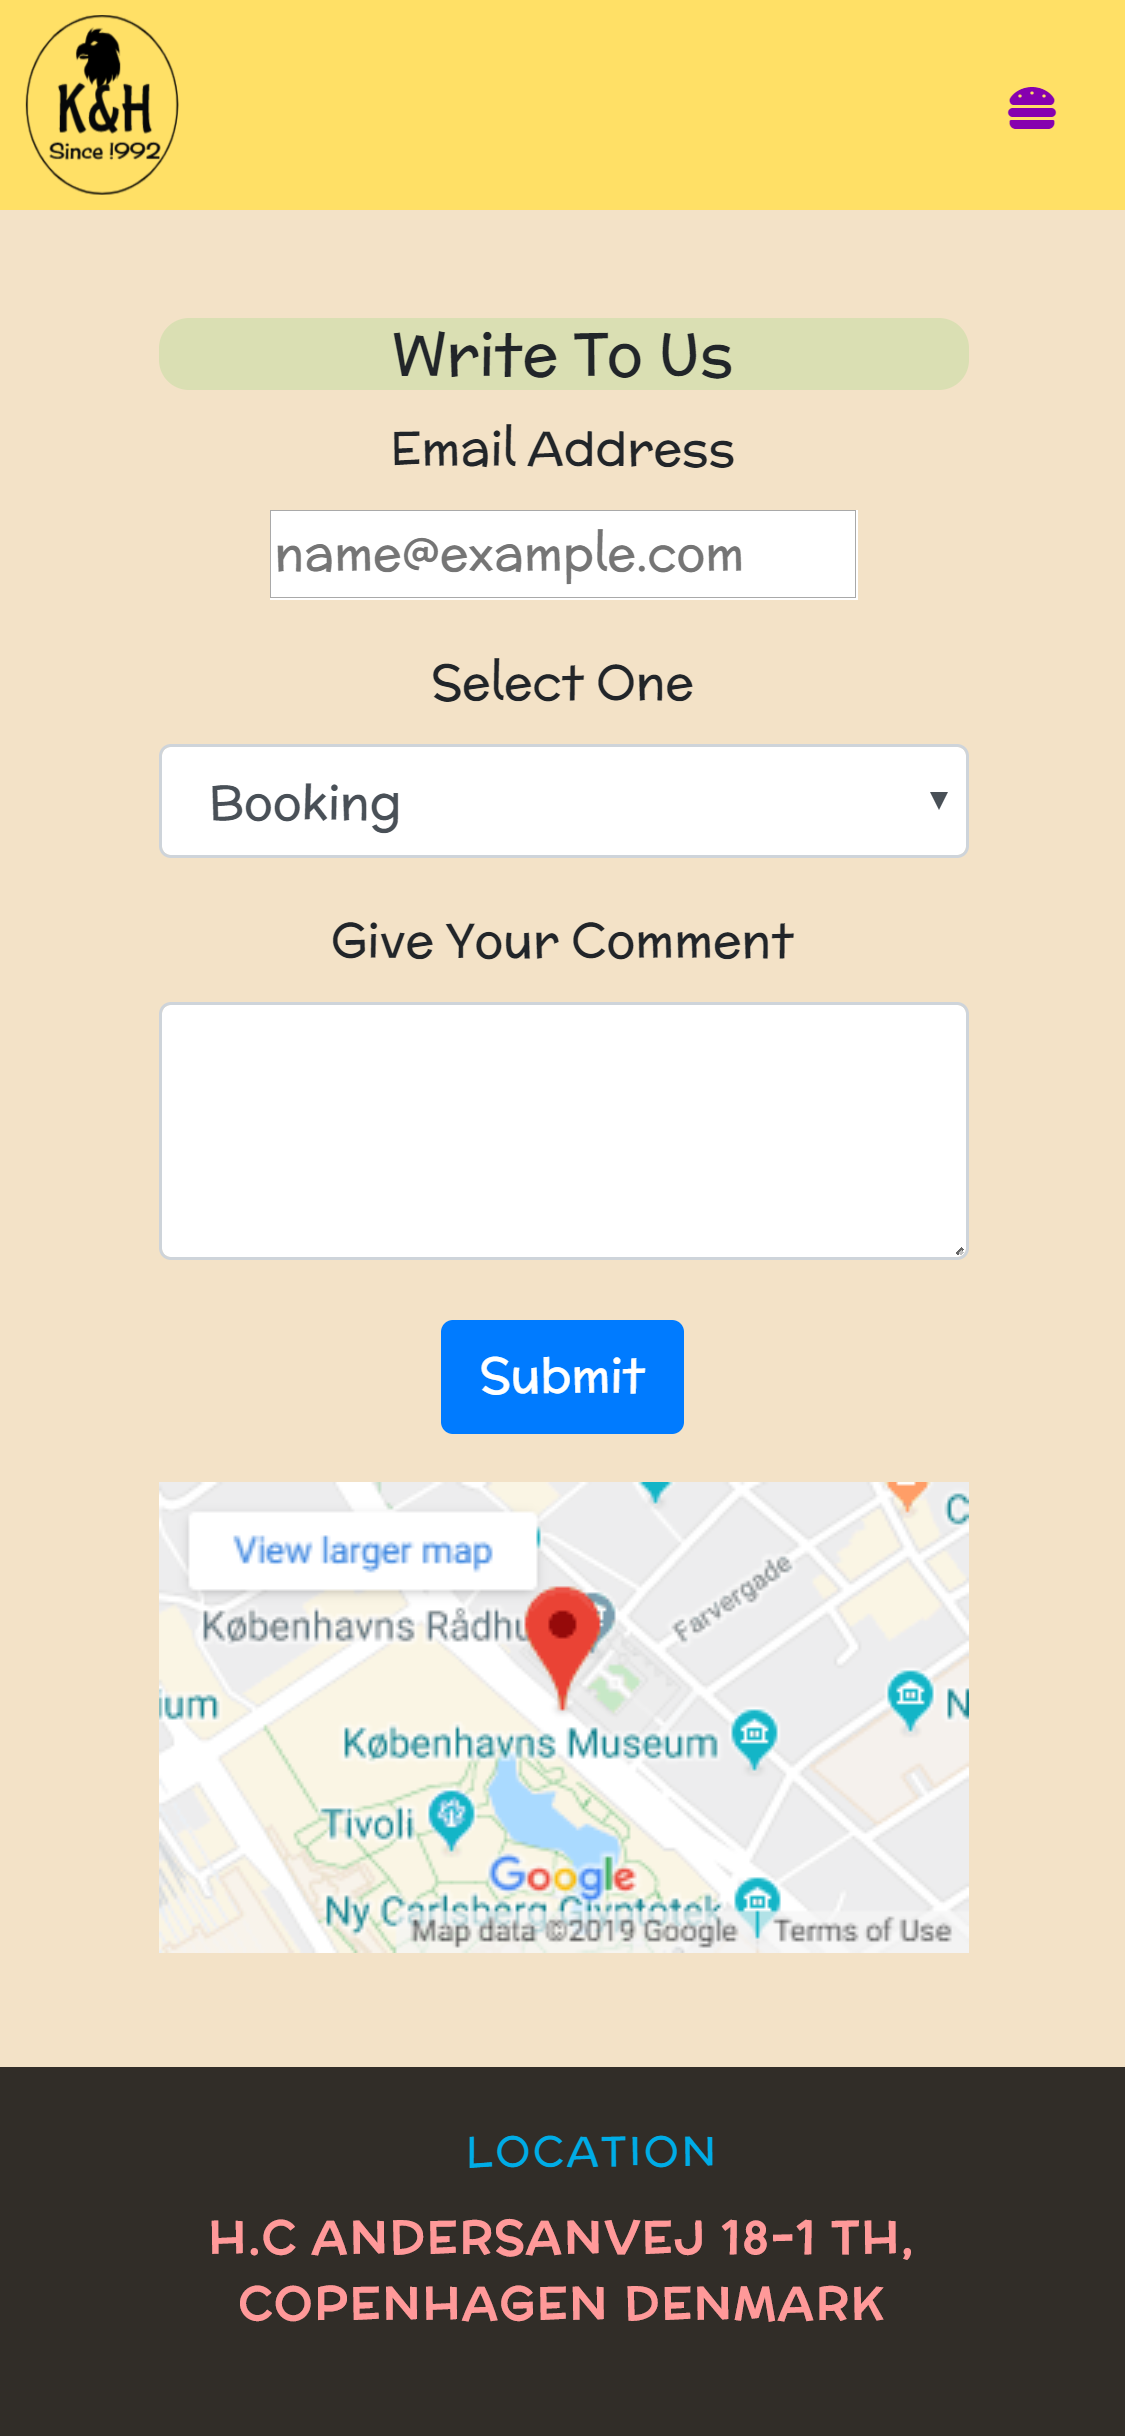 K&H
Since 1992
Write To Us
Email Address
name@example.com
Select One
Booking
Give Your Comment
Submit
View larger map
C
Københavns Rådhu
Farvergade
ium
N
Københavns Museum
Tivoli
Google
Ny Carlsberg Glyptotek
Map data ©2019 Google
Terms of Use
LOCATION
H.C ANDERSANVEJ 18-1 TH,
COPENHAGEN DENMARK